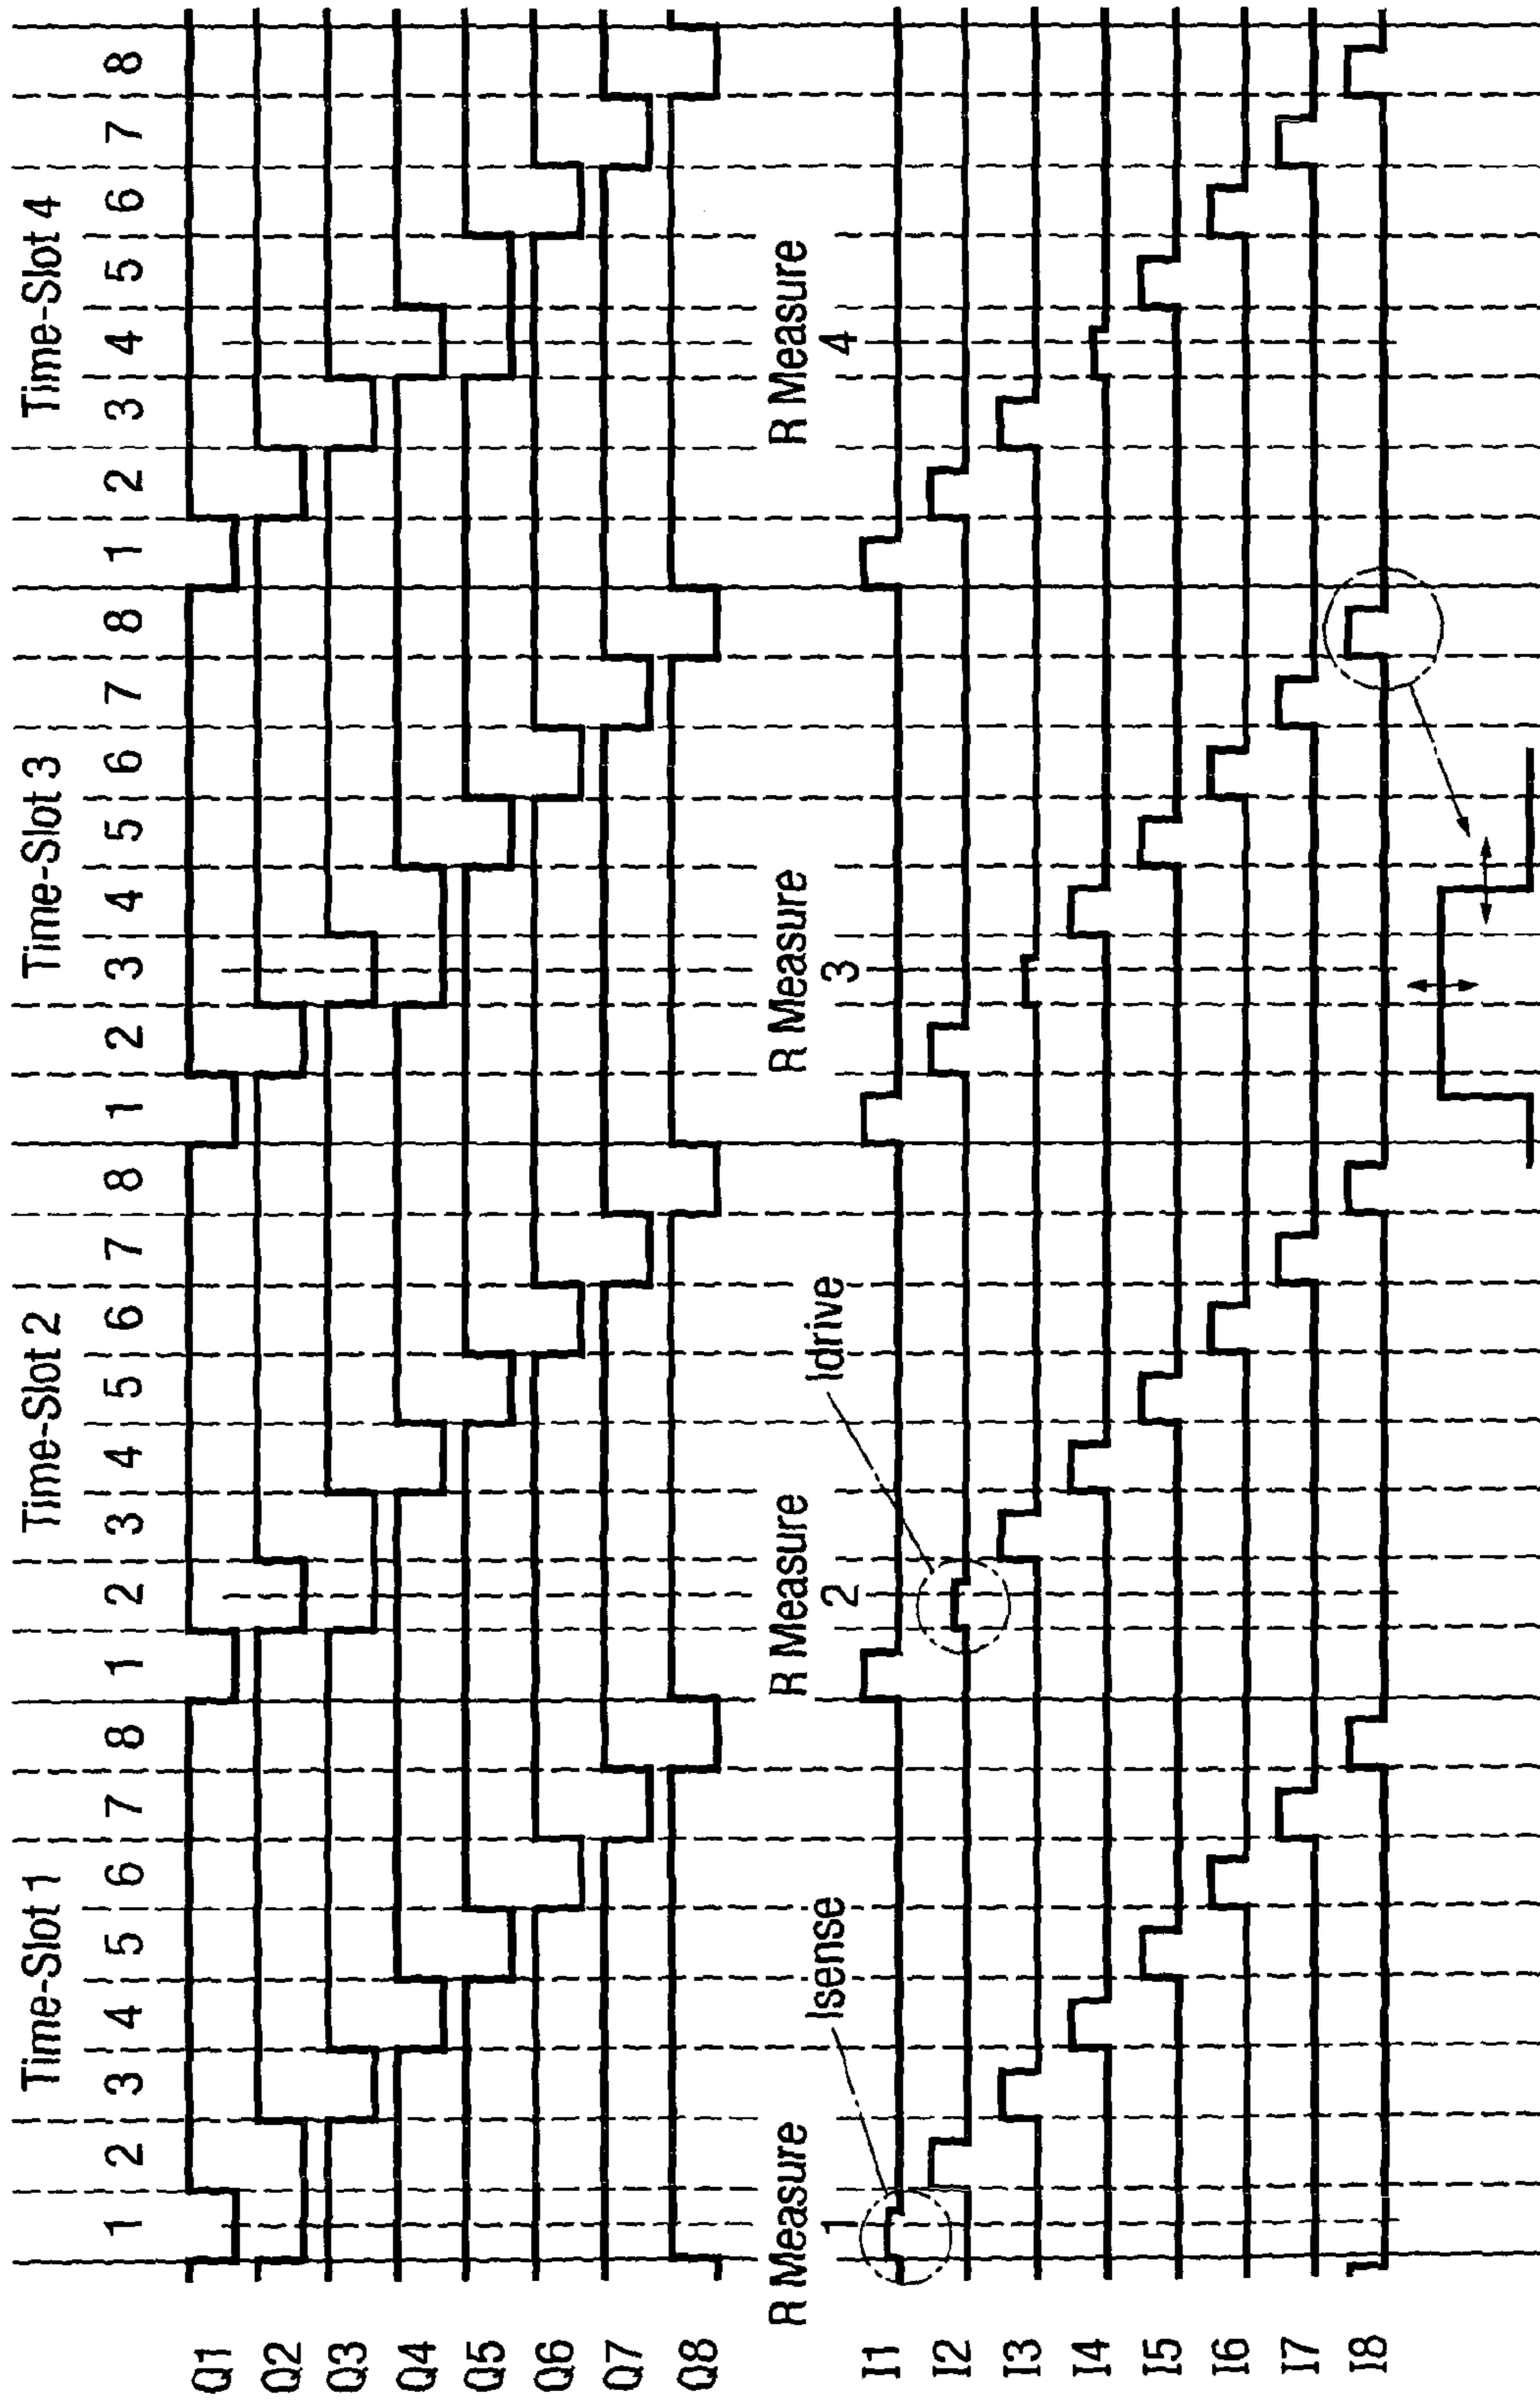 Time-Slot 1 Time-Slot 2 Time-Slot 3 Time-Slot 4
1 2 3 4 5 6 7 8 1 2 3 4 5 6 7 8 1 2 3 4 5 6 7 8 1 2 3 4 5 6 7 8
Q1
Q2
Q3
Q4
Q5
Q6
Q7
Q8
R Measure R Measure R Measure R Measure
1 Isense 2 Idrive 3 4
I1
I2
I3
I4
I5
I6
I7
I8